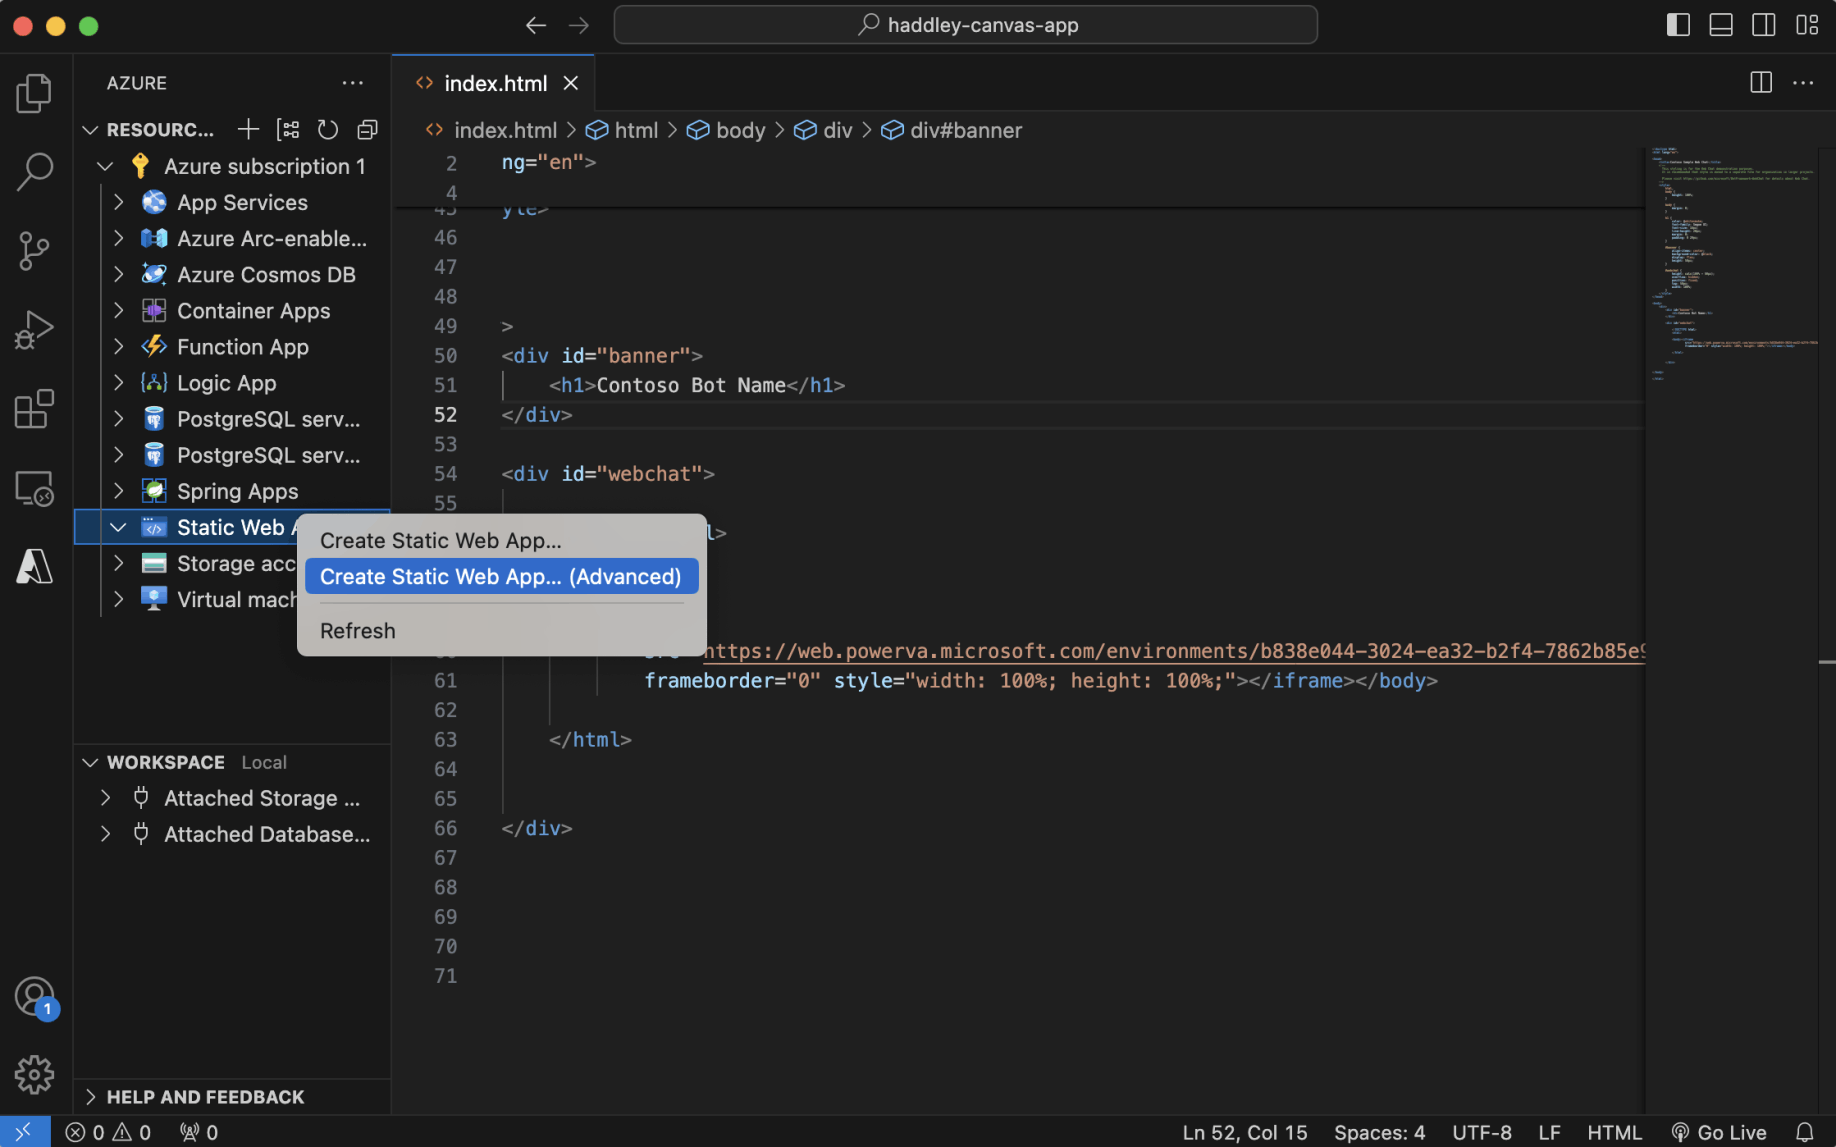 haddley-canvas-app
AZURE
index.html
RESOURC...
index.html > html > body > div > div#banner
Azure subscription 1
App Services
Azure Arc-enable...
Azure Cosmos DB
Container Apps
Function App
Logic App
PostgreSQL serv...
PostgreSQL serv...
Spring Apps
Static Web A
Storage acc
Virtual mach
Create Static Web App...
Create Static Web App... (Advanced)
Refresh
WORKSPACE Local
Attached Storage ...
Attached Database...
HELP AND FEEDBACK
2 ng="en">
4
45 yle>
46
47
48
49 >
50 <div id="banner">
51 <h1>Contoso Bot Name</h1>
52 </div>
53
54 <div id="webchat">
55
l>
https://web.powerva.microsoft.com/environments/b838e044-3024-ea32-b2f4-7862b85e9
61 frameborder="0" style="width: 100%; height: 100%;"></iframe></body>
62
63 </html>
64
65
66 </div>
67
68
69
70
71
1
0 0 0
Ln 52, Col 15 Spaces: 4 UTF-8 LF HTML Go Live